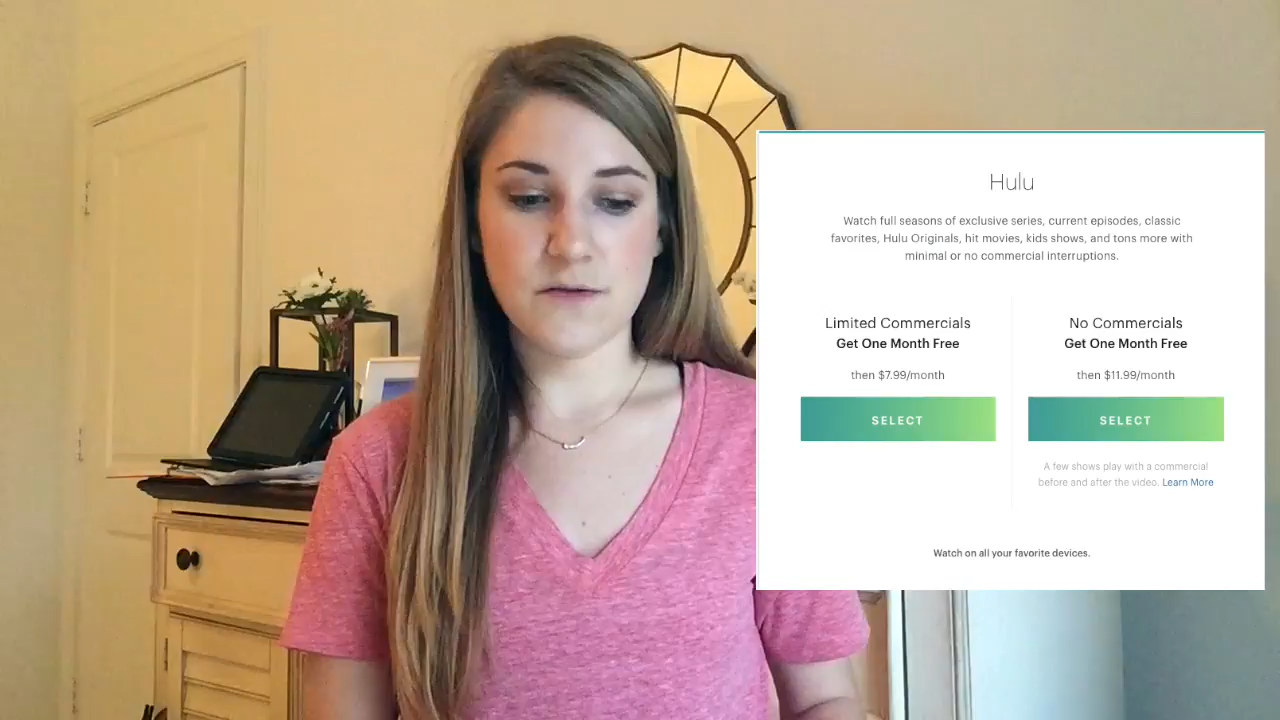 Hulu
Watch full seasons of exclusive series, current episodes, classic
favorites, Hulu Originals, hit movies, kids shows, and tons more with
minimal or no commercial interruptions.
Limited Commercials
Get One Month Free
then $7.99/month
SELECT
No Commercials
Get One Month Free
then $11.99/month
SELECT
A few shows play with a commercial
before and after the video. Learn More
Watch on all your favorite devices.